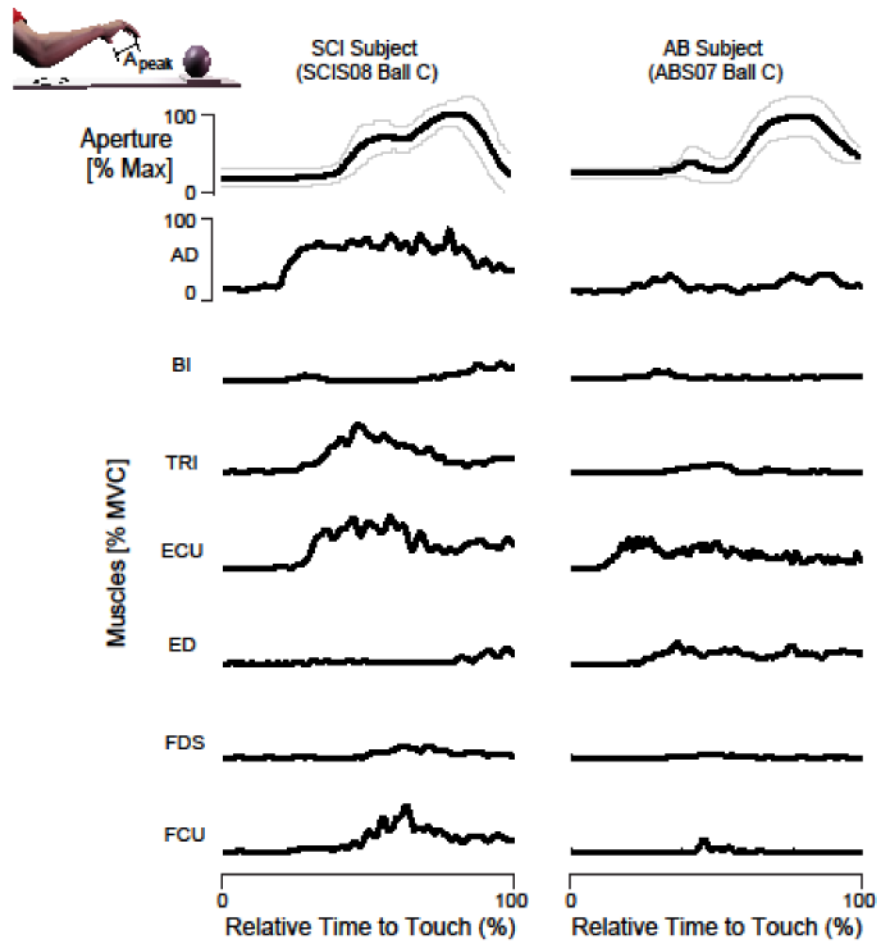 A peak
SCI Subject
(SCIS08 Ball C)
AB Subject
(ABS07 Ball C)
Aperture
[% Max]
100
0
100
AD
0
BI
TRI
ECU
ED
FDS
FCU
Muscles [% MVC]
0
100
0
100
Relative Time to Touch (%)
Relative Time to Touch (%)